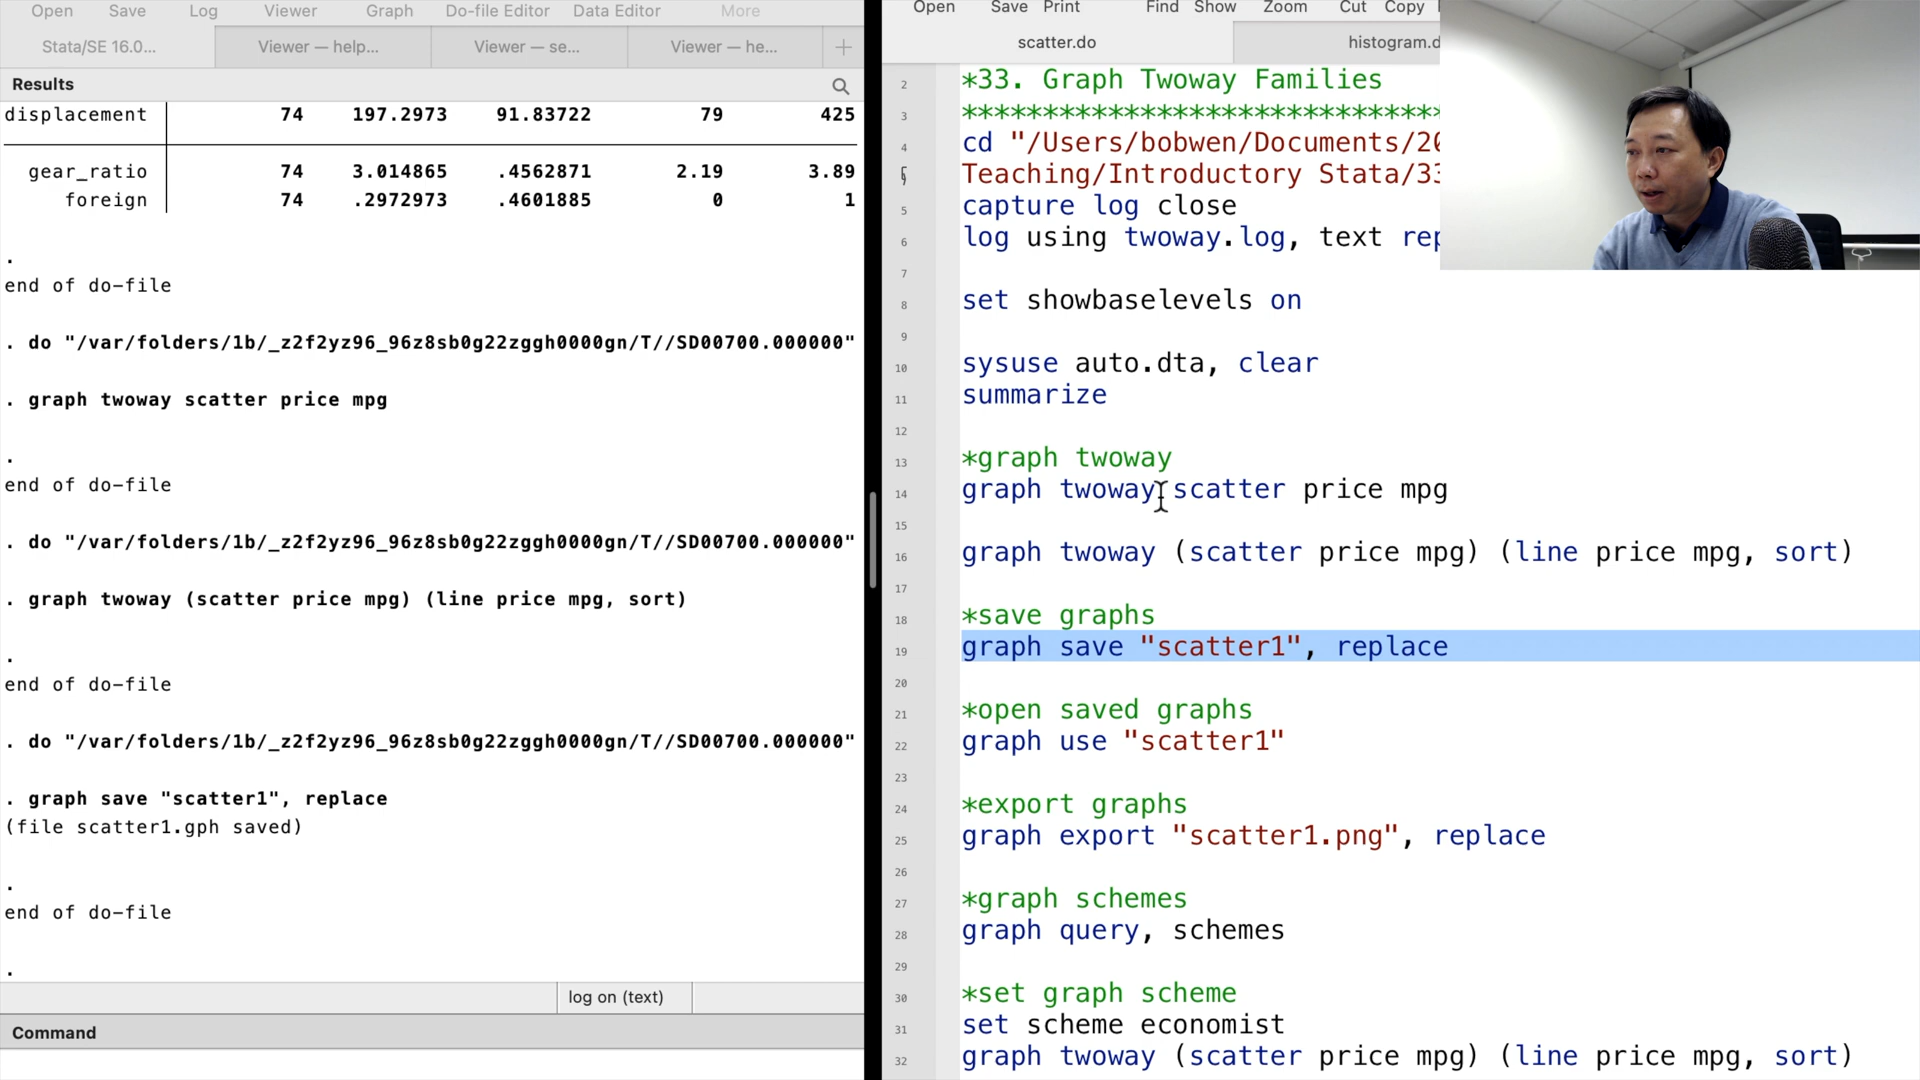 Open Save Log Viewer Graph Do-file Editor Data Editor More
Stata/SE 16.0... Viewer — help... Viewer — se... Viewer — he... +
Results
displacement 74 197.2973 91.83722 79 425
gear_ratio 74 3.014865 .4562871 2.19 3.89
foreign 74 .2972973 .4601885 0 1
.
end of do-file
. do "/var/folders/1b/_z2f2yz96_96z8sb0g22zggh0000gn/T//SD00700.000000"
. graph twoway scatter price mpg
.
end of do-file
. do "/var/folders/1b/_z2f2yz96_96z8sb0g22zggh0000gn/T//SD00700.000000"
. graph twoway (scatter price mpg) (line price mpg, sort)
.
end of do-file
. do "/var/folders/1b/_z2f2yz96_96z8sb0g22zggh0000gn/T//SD00700.000000"
. graph save "scatter1", replace
(file scatter1.gph saved)
.
end of do-file
.
log on (text)
Command
Open Save Print Find Show Zoom Cut Copy
scatter.do histogram.d
2 *33. Graph Twoway Families
3 ******************************
4 cd "/Users/bobwen/Documents/20
Teaching/Introductory Stata/33
5 capture log close
6 log using twoway.log, text rep
7
8 set showbaselevels on
9
10 sysuse auto.dta, clear
11 summarize
12
13 *graph twoway
14 graph twoway scatter price mpg
15
16 graph twoway (scatter price mpg) (line price mpg, sort)
17
18 *save graphs
19 graph save "scatter1", replace
20
21 *open saved graphs
22 graph use "scatter1"
23
24 *export graphs
25 graph export "scatter1.png", replace
26
27 *graph schemes
28 graph query, schemes
29
30 *set graph scheme
31 set scheme economist
32 graph twoway (scatter price mpg) (line price mpg, sort)